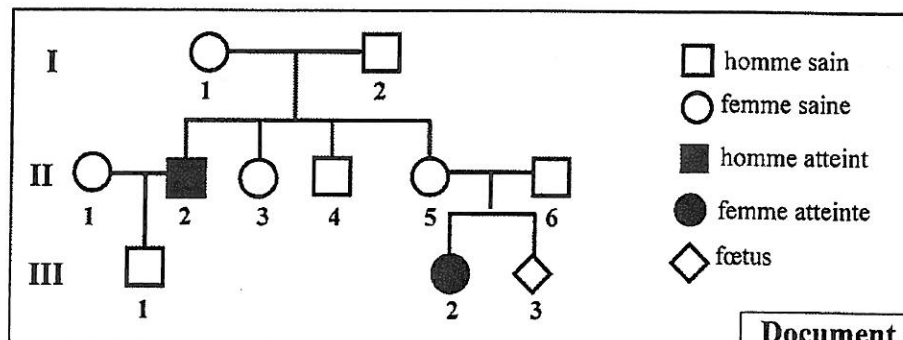 I
1 2
II
1 2 3 4 5 6
III
1 2 3
homme sain
femme saine
homme atteint
femme atteinte
fœtus
Document